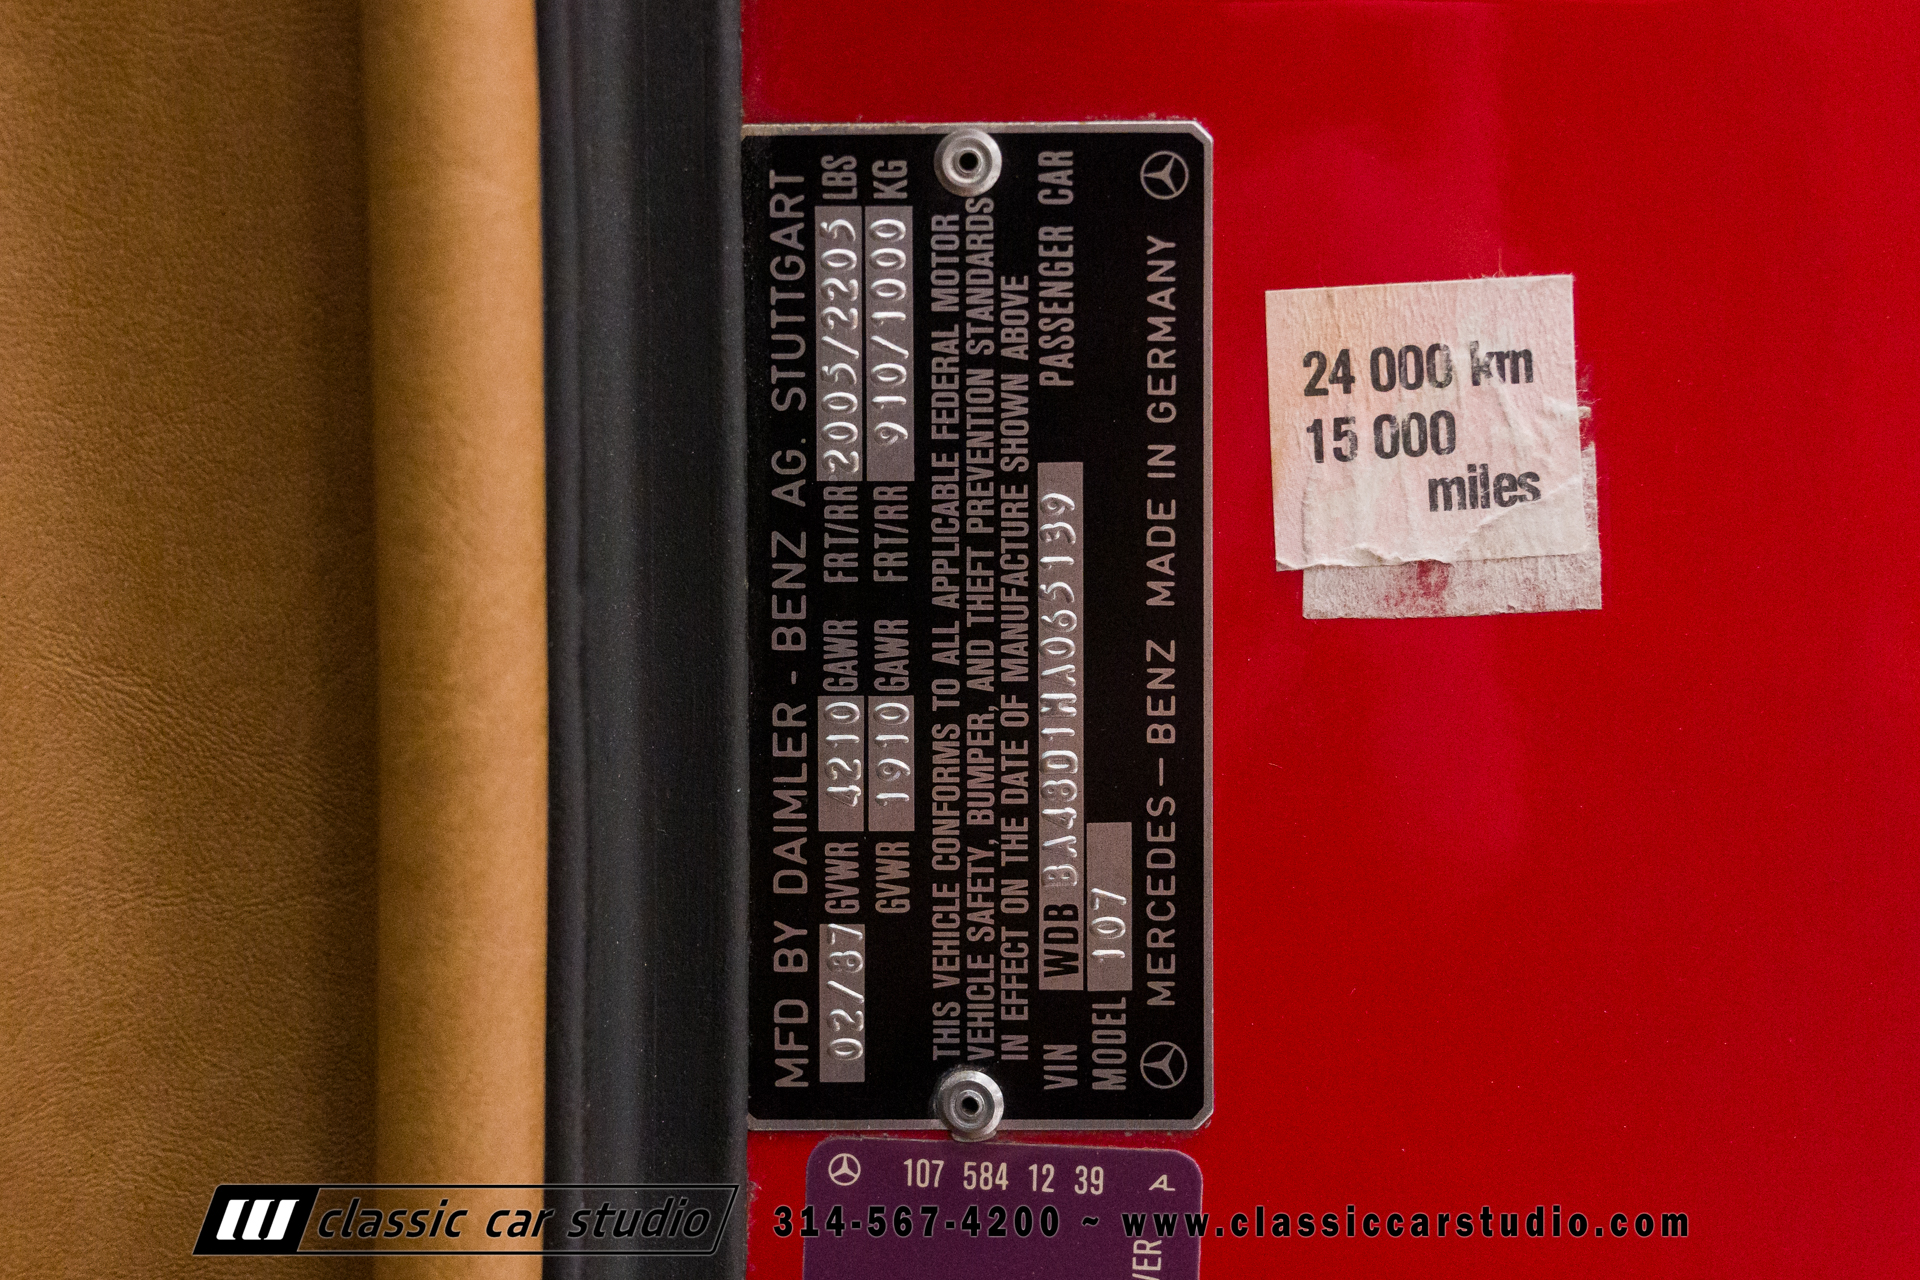 MFD BY DAIMLER - BENZ AG. STUTTGART
02/87 GVWR 4210 GAWR FRT/RR 2005/2205 LBS
GVWR 1910 GAWR FRT/RR 910/1000 KG
THIS VEHICLE CONFORMS TO ALL APPLICABLE FEDERAL MOTOR
VEHICLE SAFETY, BUMPER, AND THEFT PREVENTION STANDARDS
IN EFFECT ON THE DATE OF MANUFACTURE SHOWN ABOVE
VIN WDB BA48D1HA065139 PASSENGER CAR
MODEL 107
MERCEDES-BENZ MADE IN GERMANY
24 000 km
15 000
miles
107 584 12 39 A
VER
classic car studio 314-567-4200 ~ www.classiccarstudio.com